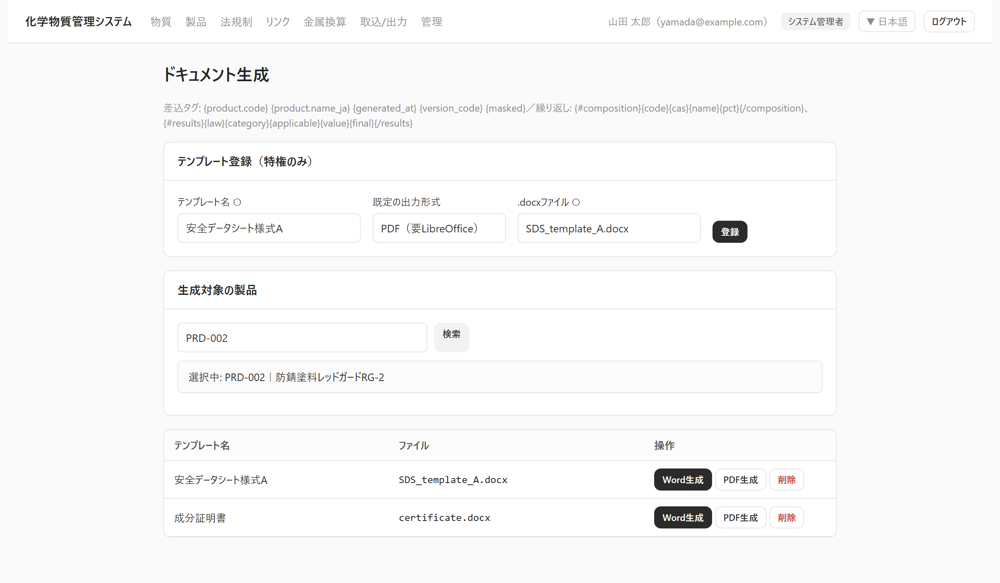 化学物質管理システム 物質 製品 法規制 リンク 金属換算 取込/出力 管理 山田 太郎（yamada@example.com） システム管理者 ▼ 日本語 ログアウト
ドキュメント生成
差込タグ: {product.code} {product.name_ja} {generated_at} {version_code} {masked}／繰り返し: {#composition}{code}{cas}{name}{pct}{/composition}、
{#results}{law}{category}{applicable}{value}{final}{/results}
テンプレート登録（特権のみ）
テンプレート名 〇 既定の出力形式 .docxファイル 〇
安全データシート様式A PDF（要LibreOffice） SDS_template_A.docx 登録
生成対象の製品
PRD-002 検索
選択中: PRD-002｜防錆塗料レッドガードRG-2
テンプレート名 ファイル 操作
安全データシート様式A SDS_template_A.docx Word生成 PDF生成 削除
成分証明書 certificate.docx Word生成 PDF生成 削除